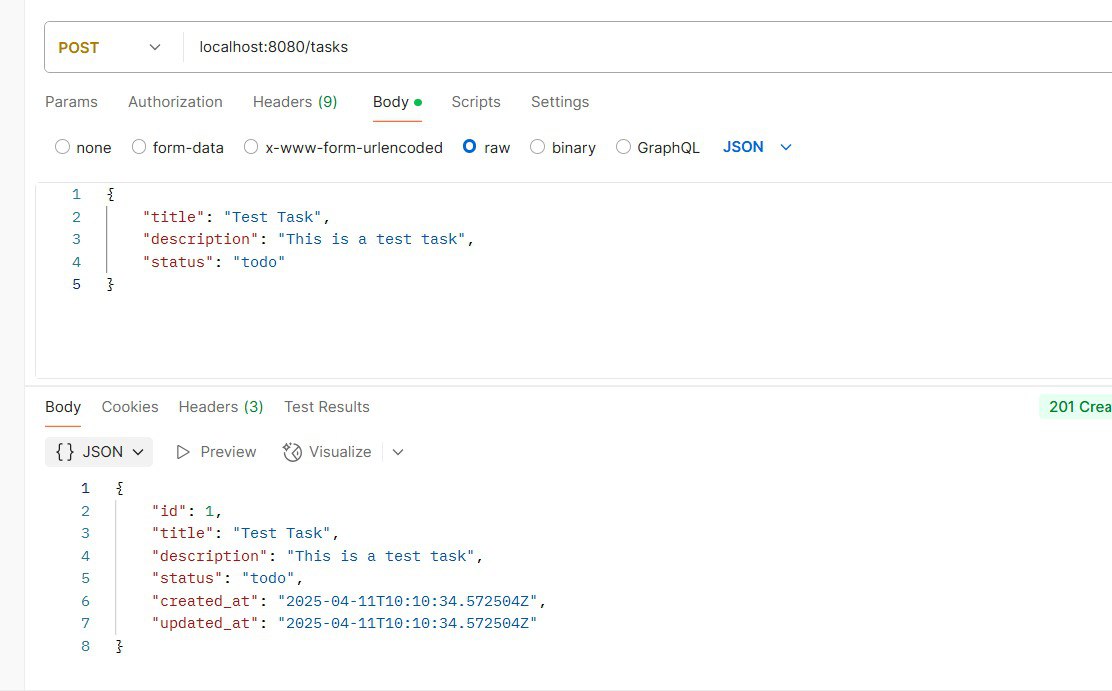 POST localhost:8080/tasks
Params Authorization Headers (9) Body Scripts Settings
none form-data x-www-form-urlencoded raw binary GraphQL JSON
1 {
2 "title": "Test Task",
3 "description": "This is a test task",
4 "status": "todo"
5 }
Body Cookies Headers (3) Test Results 201 Crea
{} JSON Preview Visualize
1 {
2 "id": 1,
3 "title": "Test Task",
4 "description": "This is a test task",
5 "status": "todo",
6 "created_at": "2025-04-11T10:10:34.572504Z",
7 "updated_at": "2025-04-11T10:10:34.572504Z"
8 }